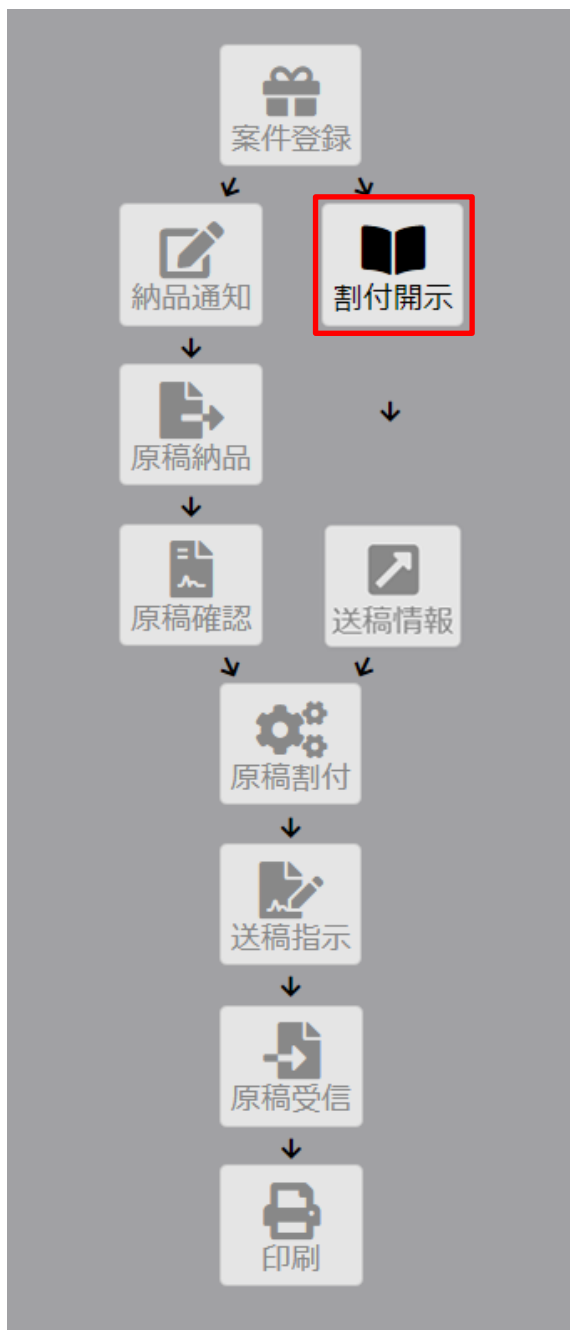 案件登録
納品通知
割付開示
原稿納品
原稿確認
送稿情報
原稿割付
送稿指示
原稿受信
印刷